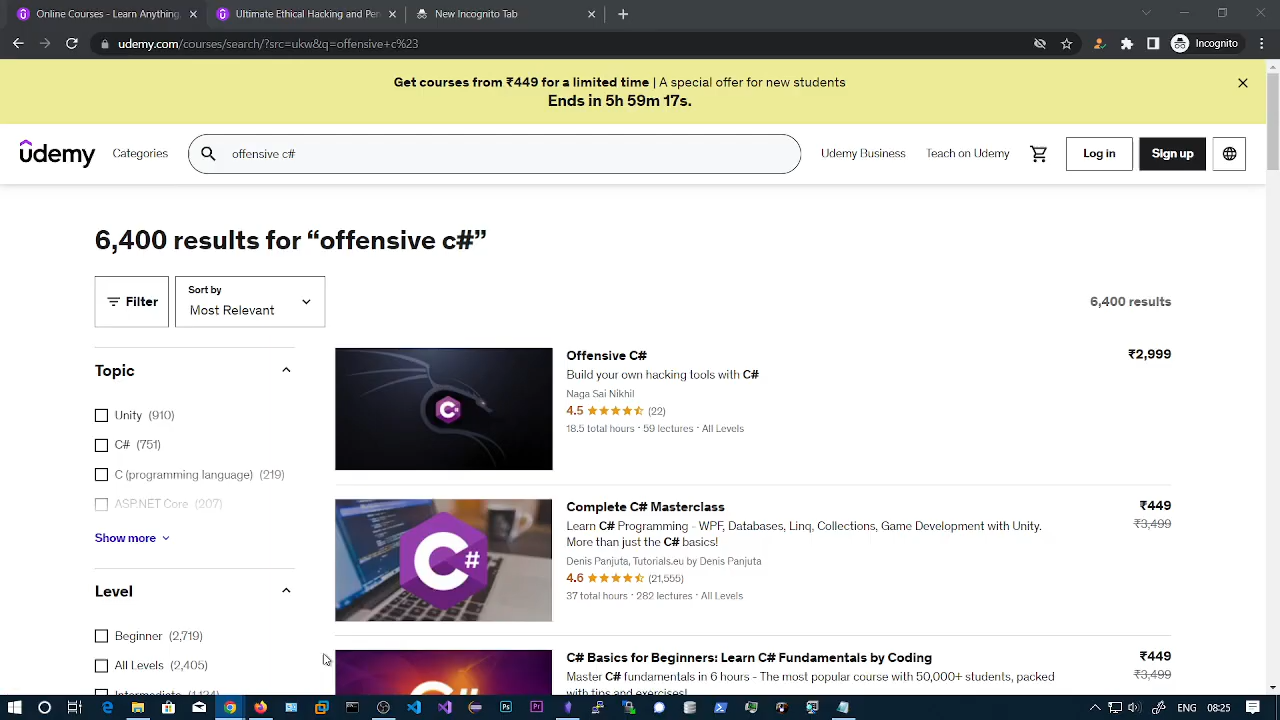 Online Courses - Learn Anything
Ultimate Ethical Hacking and Pen
New Incognito Tab
udemy.com/courses/search/?src=ukw&q=offensive+c%23
Incognito
Get courses from ₹449 for a limited time | A special offer for new students
Ends in 5h 59m 17s.
udemy
Categories
offensive c#
Udemy Business
Teach on Udemy
Log in
Sign up
6,400 results for “offensive c#”
Filter
Sort by
Most Relevant
6,400 results
Topic
Unity (910)
C# (751)
C (programming language) (219)
ASP.NET Core (207)
Show more
Level
Beginner (2,719)
All Levels (2,405)
Offensive C#
₹2,999
Build your own hacking tools with C#
Naga Sai Nikhil
4.5
(22)
18.5 total hours · 59 lectures · All Levels
Complete C# Masterclass
₹449
Learn C# Programming - WPF, Databases, Linq, Collections, Game Development with Unity.
₹3,499
More than just the C# basics!
Denis Panjuta, Tutorials.eu by Denis Panjuta
4.6
(21,555)
37 total hours · 282 lectures · All Levels
C# Basics for Beginners: Learn C# Fundamentals by Coding
₹449
Master C# fundamentals in 6 hours - The most popular course with 50,000+ students, packed
₹3,499
with tips and exercises!
ENG
08:25